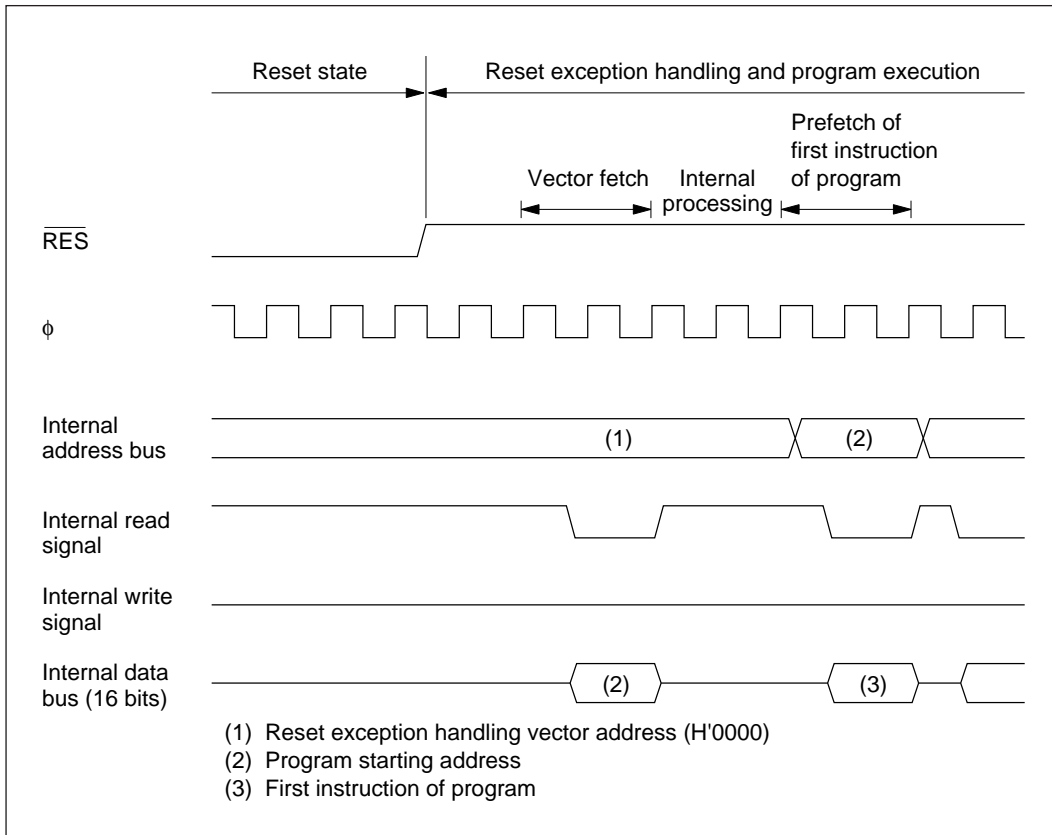 Reset state
Reset exception handling and program execution
Vector fetch
Internal
processing
Prefetch of
first instruction
of program
RES
φ
Internal
address bus
(1)
(2)
Internal read
signal
Internal write
signal
Internal data
bus (16 bits)
(2)
(3)
(1) Reset exception handling vector address (H'0000)
(2) Program starting address
(3) First instruction of program